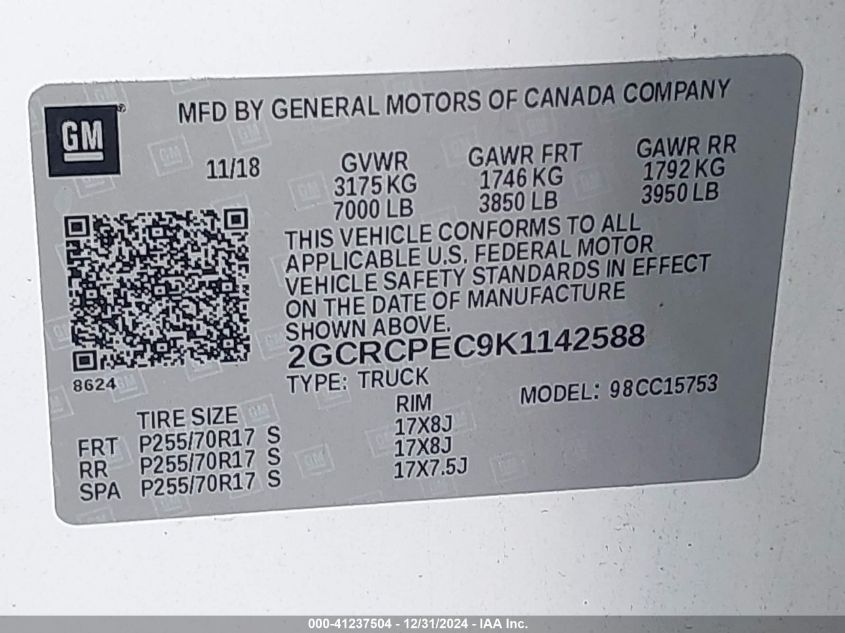 GM ®
MFD BY GENERAL MOTORS OF CANADA COMPANY
11/18
GVWR GAWR FRT GAWR RR
3175 KG 1746 KG 1792 KG
7000 LB 3850 LB 3950 LB
THIS VEHICLE CONFORMS TO ALL
APPLICABLE U.S. FEDERAL MOTOR
VEHICLE SAFETY STANDARDS IN EFFECT
ON THE DATE OF MANUFACTURE
SHOWN ABOVE.
2GCRCPEC9K1142588
8624
TYPE: TRUCK MODEL: 98CC15753
TIRE SIZE RIM
FRT P255/70R17 S 17X8J
RR P255/70R17 S 17X8J
SPA P255/70R17 S 17X7.5J
000-41237504 - 12/31/2024 - IAA Inc.